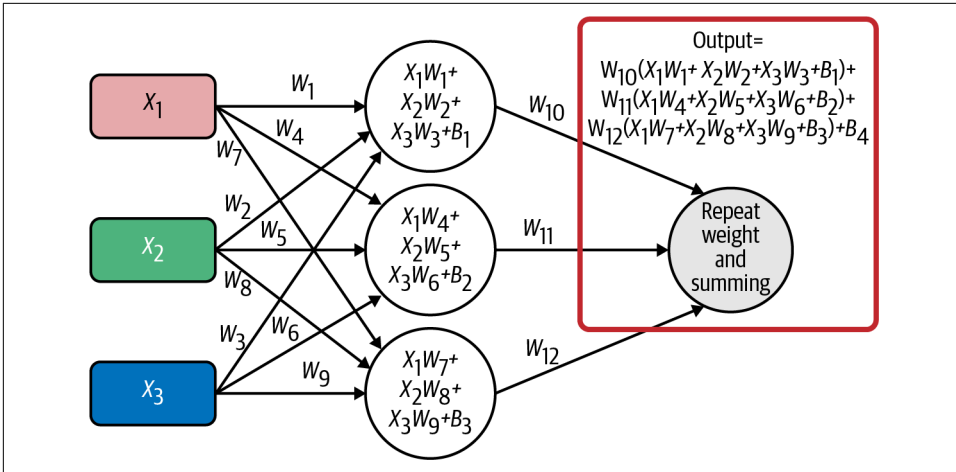 X₁
X₂
X₃
W₁
W₄
W₇
W₂
W₅
W₈
W₃
W₆
W₉
X₁W₁+
X₂W₂+
X₃W₃+B₁
X₁W₄+
X₂W₅+
X₃W₆+B₂
X₁W₇+
X₂W₈+
X₃W₉+B₃
W₁₀
W₁₁
W₁₂
Output=
W₁₀(X₁W₁+ X₂W₂+X₃W₃+B₁)+
W₁₁(X₁W₄+X₂W₅+X₃W₆+B₂)+
W₁₂(X₁W₇+X₂W₈+X₃W₉+B₃)+B₄
Repeat
weight
and
summing